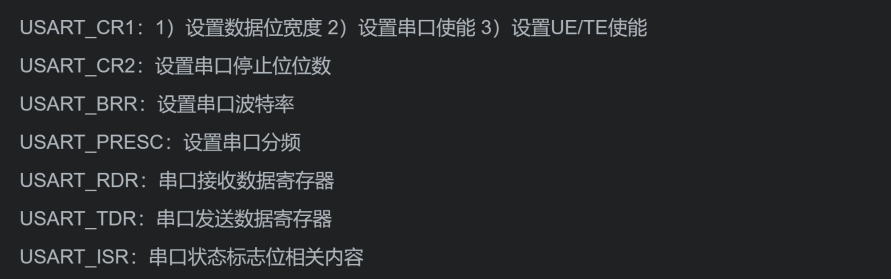 USART_CR1：1）设置数据位宽度 2）设置串口使能 3）设置UE/TE使能
USART_CR2：设置串口停止位位数
USART_BRR：设置串口波特率
USART_PRESC：设置串口分频
USART_RDR：串口接收数据寄存器
USART_TDR：串口发送数据寄存器
USART_ISR：串口状态标志位相关内容